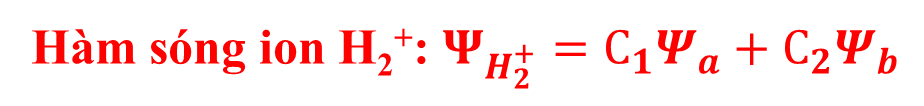 Hàm sóng ion H₂⁺: Ψ_{H₂⁺} = C₁Ψₐ + C₂Ψ_b